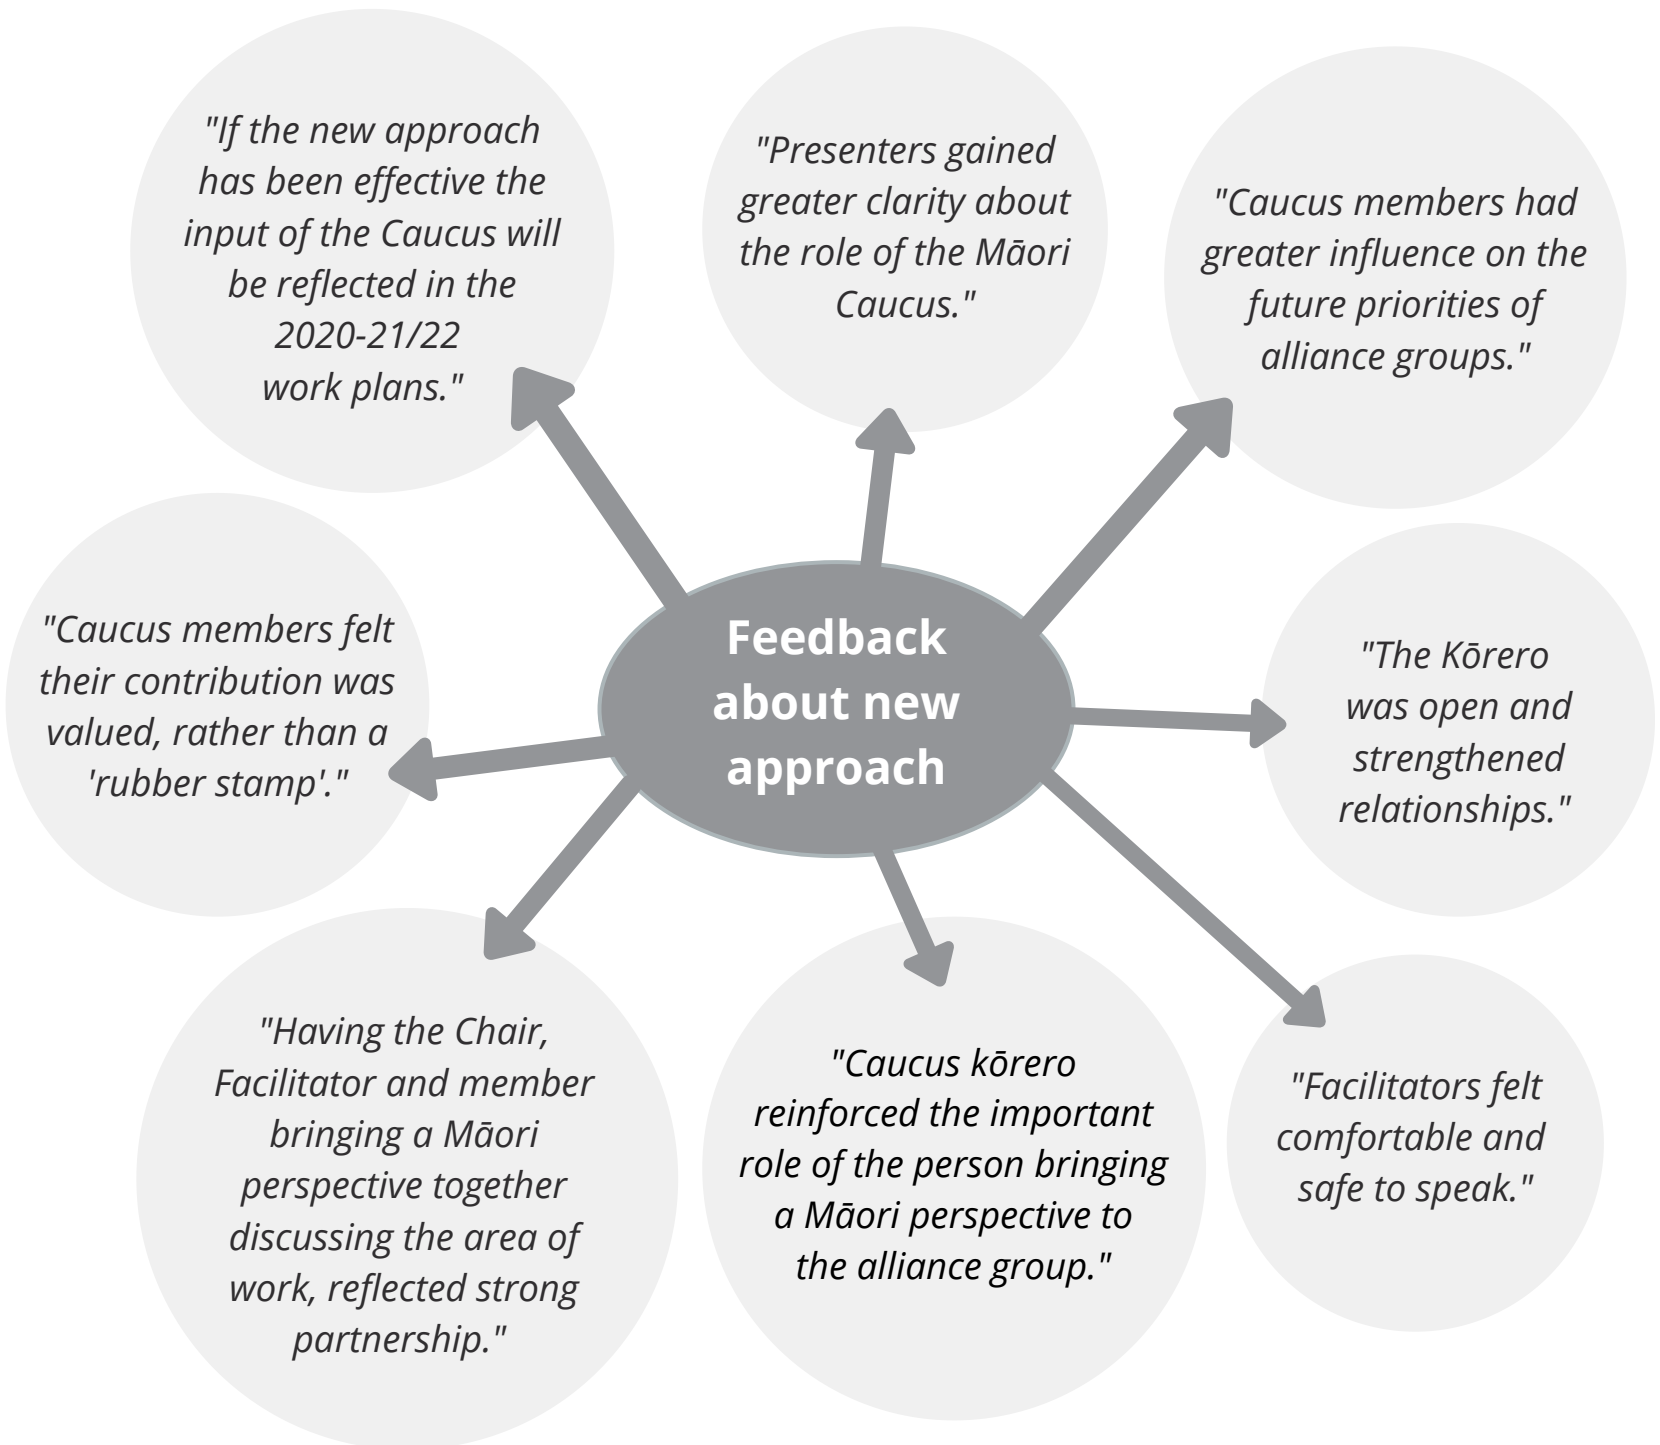 "If the new approach
has been effective the
input of the Caucus will
be reflected in the
2020-21/22
work plans."
"Presenters gained
greater clarity about
the role of the Māori
Caucus."
"Caucus members had
greater influence on the
future priorities of
alliance groups."
"Caucus members felt
their contribution was
valued, rather than a
'rubber stamp'."
Feedback
about new
approach
"The Kōrero
was open and
strengthened
relationships."
"Having the Chair,
Facilitator and member
bringing a Māori
perspective together
discussing the area of
work, reflected strong
partnership."
"Caucus kōrero
reinforced the important
role of the person bringing
a Māori perspective to
the alliance group."
"Facilitators felt
comfortable and
safe to speak."